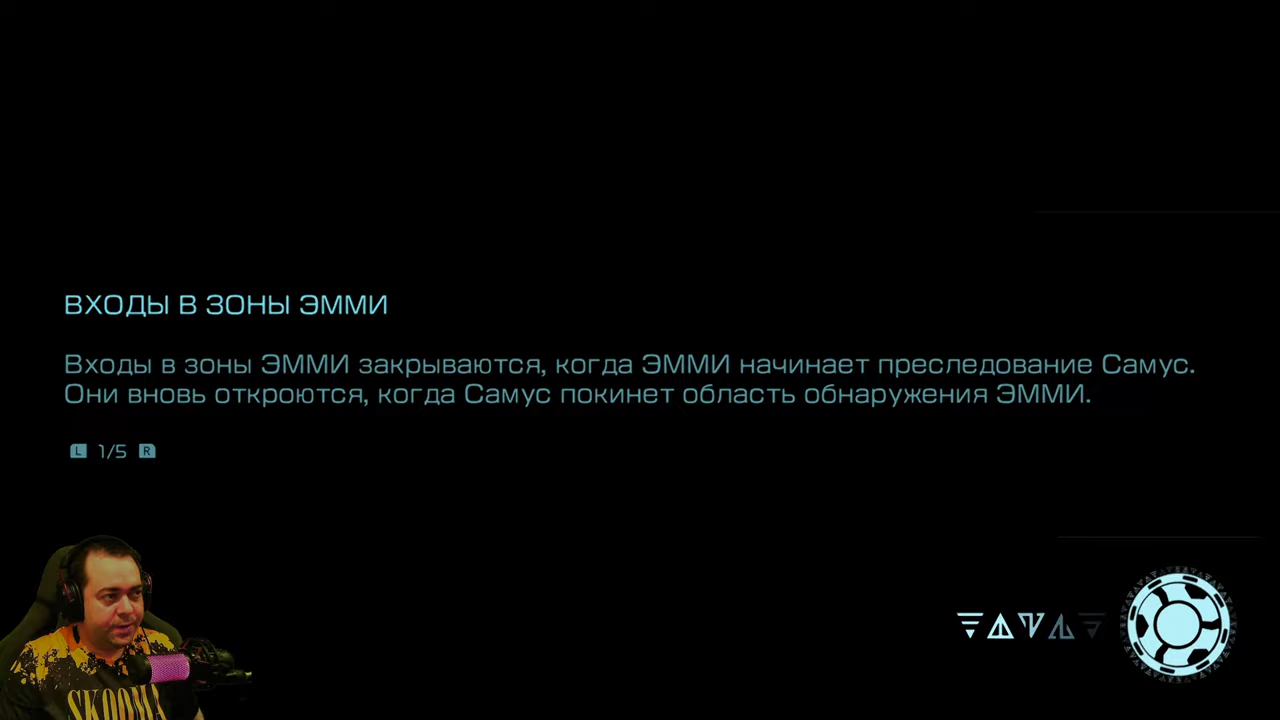 ВХОДЫ В ЗОНЫ ЭММИ
Входы в зоны ЭММИ закрываются, когда ЭММИ начинает преследование Самус.
Они вновь откроются, когда Самус покинет область обнаружения ЭММИ.
L 1/5 R
SKOOMA